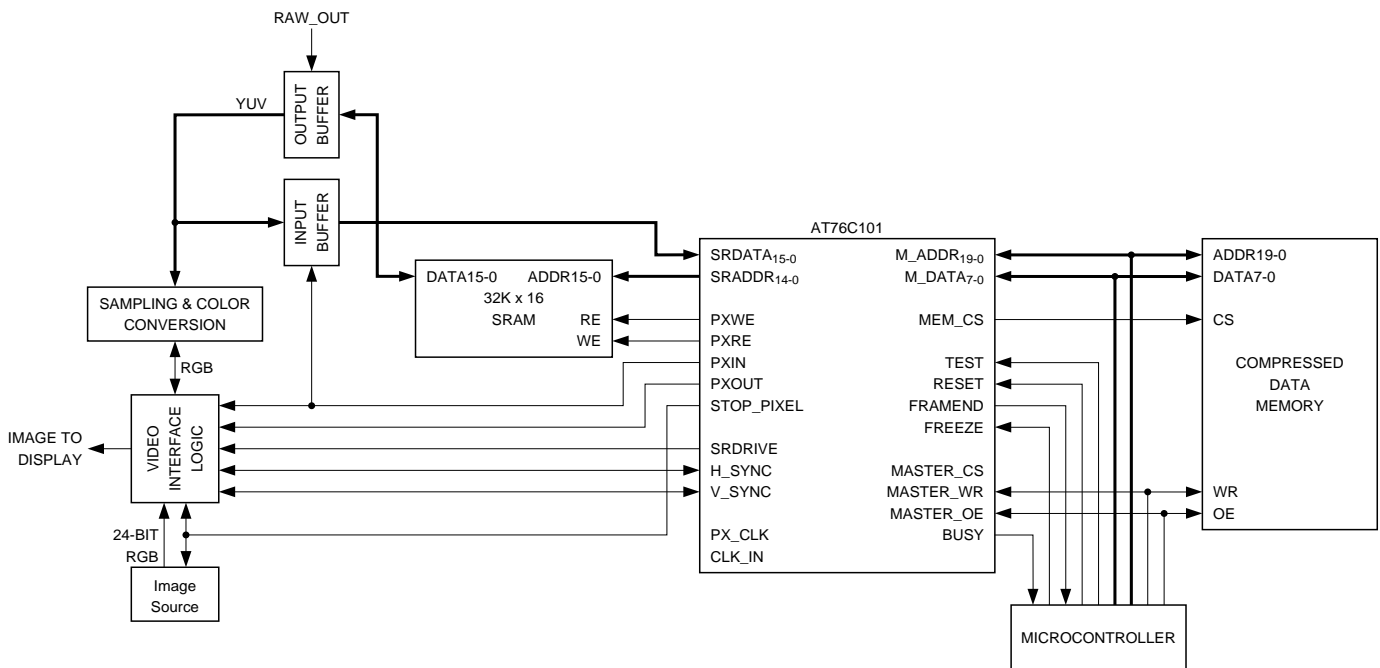 RAW_OUT
YUV
OUTPUT
BUFFER
INPUT
BUFFER
SAMPLING & COLOR
CONVERSION
RGB
IMAGE TO
DISPLAY
VIDEO
INTERFACE
LOGIC
24-BIT
RGB
Image
Source
DATA15-0 ADDR15-0
32K x 16
SRAM RE
WE
AT76C101
SRDATA15-0 M_ADDR19-0
SRADDR14-0 M_DATA7-0
PXWE MEM_CS
PXRE
PXIN TEST
PXOUT RESET
STOP_PIXEL FRAMEND
FREEZE
SRDRIVE
H_SYNC MASTER_CS
V_SYNC MASTER_WR
MASTER_OE
PX_CLK BUSY
CLK_IN
ADDR19-0
DATA7-0
CS
COMPRESSED
DATA
MEMORY
WR
OE
MICROCONTROLLER